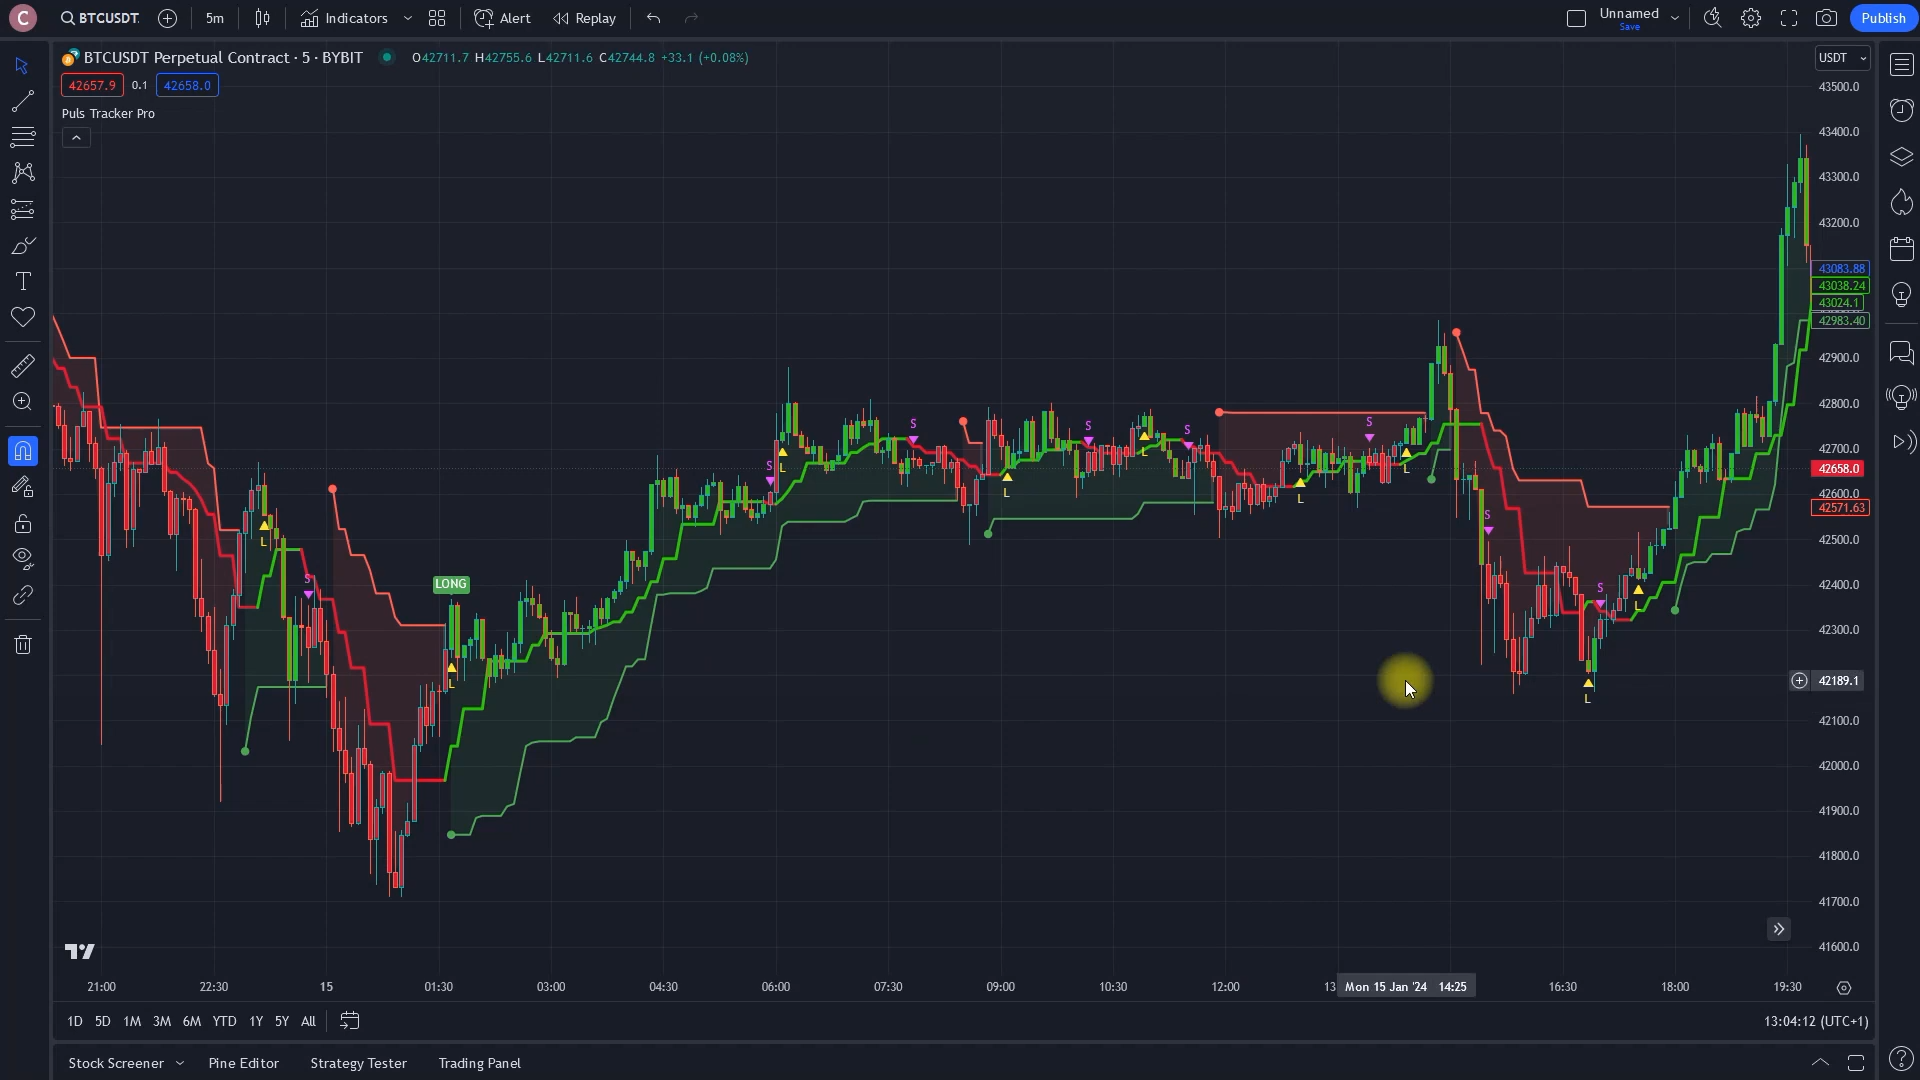 C
BTCUSDT.
5m
Indicators
Alert
Replay
Unnamed
Save
Publish
BTCUSDT Perpetual Contract · 5 · BYBIT
O42711.7 H42755.6 L42711.6 C42744.8 +33.1 (+0.08%)
USDT
42657.9
0.1
42658.0
Puls Tracker Pro
43500.0
43400.0
43300.0
43200.0
43083.88
43038.24
43024.1
42983.40
42900.0
42800.0
42700.0
42658.0
42600.0
42571.63
42500.0
42400.0
42300.0
42189.1
42100.0
42000.0
41900.0
41800.0
41700.0
41600.0
LONG
L
S
L
S
L
S
L
S
L
S
L
S
L
S
L
S
L
21:00
22:30
15
01:30
03:00
04:30
06:00
07:30
09:00
10:30
12:00
13
Mon 15 Jan '24 14:25
16:30
18:00
19:30
1D
5D
1M
3M
6M
YTD
1Y
5Y
All
13:04:12 (UTC+1)
Stock Screener
Pine Editor
Strategy Tester
Trading Panel